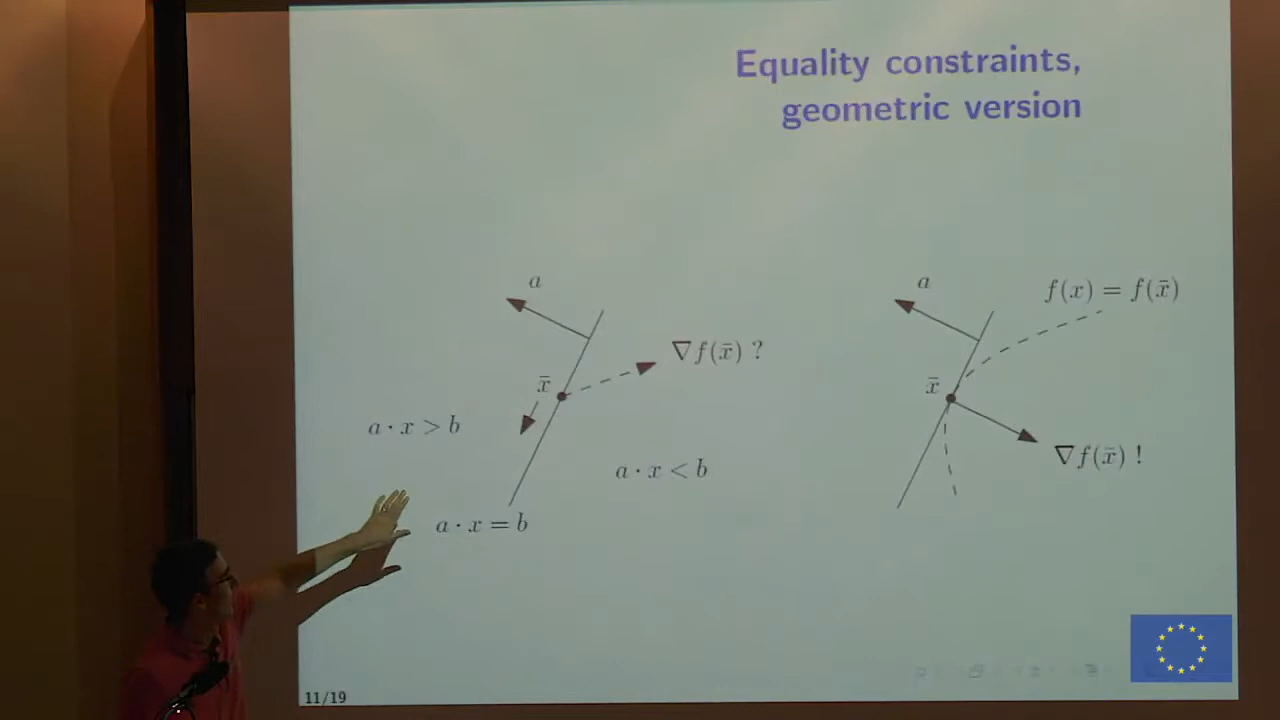 Equality constraints,
geometric version
a
∇f(x̄) ?
x̄
a · x > b
a · x < b
a · x = b
a
f(x) = f(x̄)
x̄
∇f(x̄) !
11/19